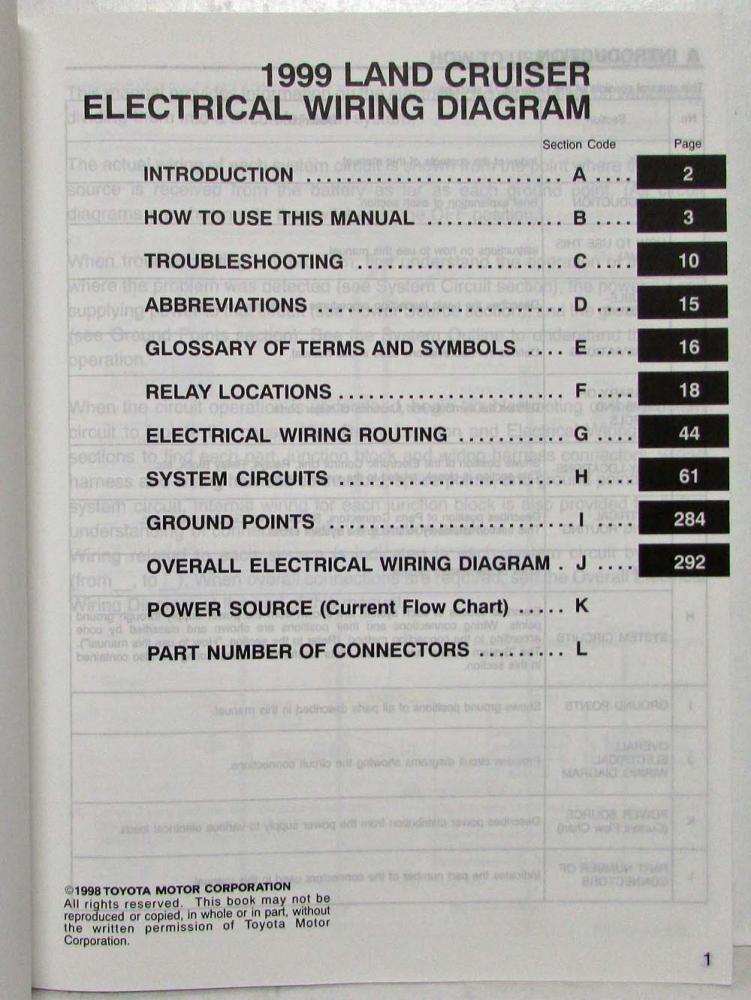 1999 LAND CRUISER
ELECTRICAL WIRING DIAGRAM
Section Code Page
INTRODUCTION .............................. A .... 2
HOW TO USE THIS MANUAL .............. B .... 3
TROUBLESHOOTING ....................... C .... 10
ABBREVIATIONS ........................... D .... 15
GLOSSARY OF TERMS AND SYMBOLS .... E .... 16
RELAY LOCATIONS ........................ F .... 18
ELECTRICAL WIRING ROUTING ........... G .... 44
SYSTEM CIRCUITS ........................ H .... 61
GROUND POINTS .......................... I .... 284
OVERALL ELECTRICAL WIRING DIAGRAM . J .... 292
POWER SOURCE (Current Flow Chart) ..... K
PART NUMBER OF CONNECTORS ......... L
©1998 TOYOTA MOTOR CORPORATION
All rights reserved. This book may not be
reproduced or copied, in whole or in part, without
the written permission of Toyota Motor
Corporation.
1